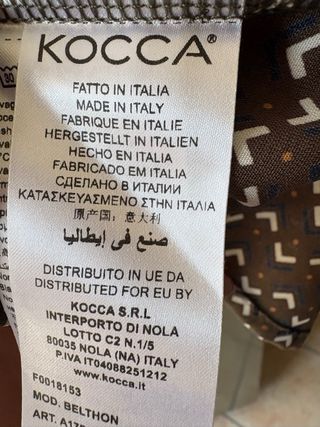 KOCCA®
FATTO IN ITALIA
MADE IN ITALY
FABRIQUE EN ITALIE
HERGESTELLT IN ITALIEN
HECHO EN ITALIA
FABRICADO EM ITALIA
СДЕЛАНО В ИТАЛИИ
ΚΑΤΑΣΚΕΥΑΣΜΕΝΟ ΣΤΗΝ ΙΤΑΛΙΑ
原产国：意大利
صنع في إيطاليا
DISTRIBUITO IN UE DA
DISTRIBUTED FOR EU BY
KOCCA S.R.L
INTERPORTO DI NOLA
LOTTO C2 N.1/5
80035 NOLA (NA) ITALY
P.IVA IT04088251212
www.kocca.it
F0018153
MOD. BELTHON